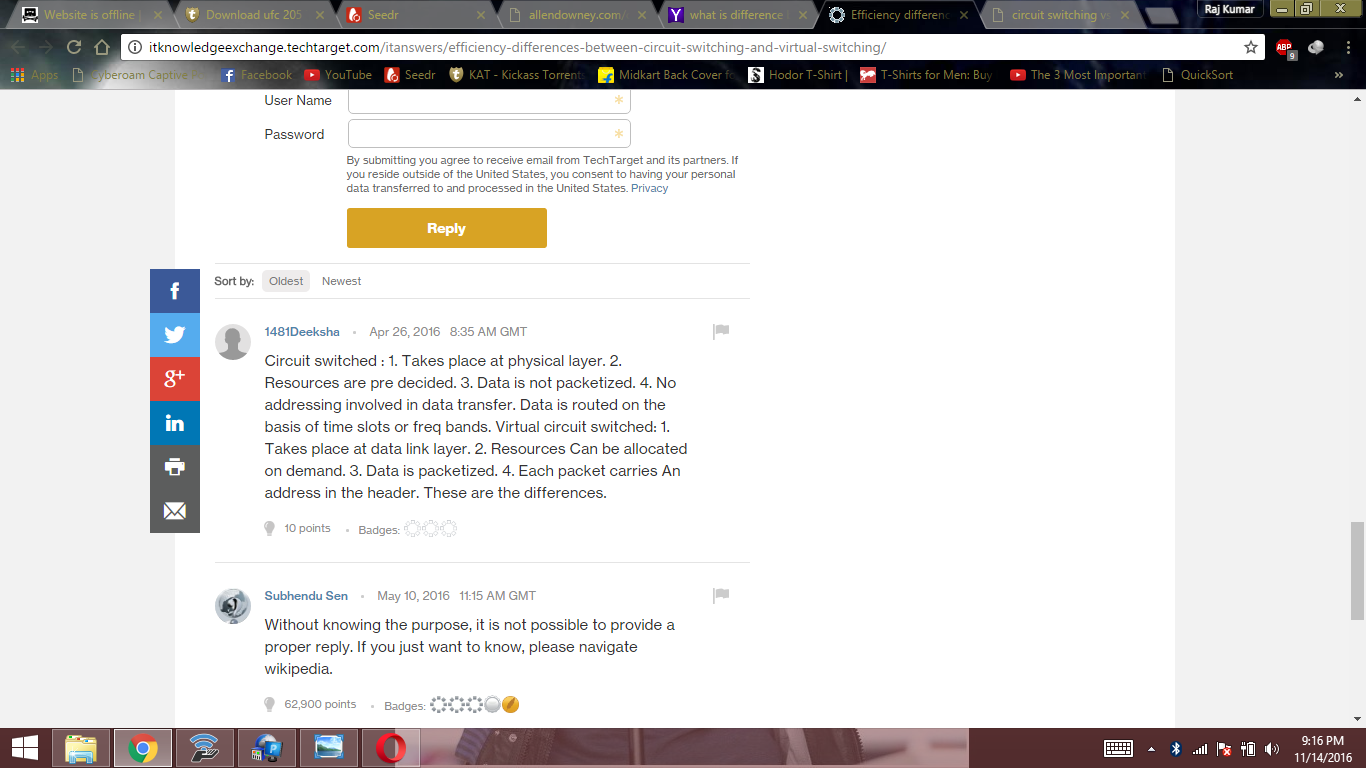 Website is offline |
Download ufc 205
Seedr
allendowney.com/
what is difference
Efficiency differenc
circuit switching vs
Raj Kumar
itknowledgeexchange.techtarget.com/itanswers/efficiency-differences-between-circuit-switching-and-virtual-switching/
ABP
9
Apps
Cyberoam Captive P
Facebook
YouTube
Seedr
KAT - Kickass Torrent
Midkart Back Cover fo
Hodor T-Shirt |
T-Shirts for Men: Buy
The 3 Most Important
QuickSort
»
User Name
*
Password
*
By submitting you agree to receive email from TechTarget and its partners. If
you reside outside of the United States, you consent to having your personal
data transferred to and processed in the United States. Privacy
Reply
Sort by: Oldest Newest
f
g+
in
1481Deeksha • Apr 26, 2016 8:35 AM GMT
Circuit switched : 1. Takes place at physical layer. 2.
Resources are pre decided. 3. Data is not packetized. 4. No
addressing involved in data transfer. Data is routed on the
basis of time slots or freq bands. Virtual circuit switched: 1.
Takes place at data link layer. 2. Resources Can be allocated
on demand. 3. Data is packetized. 4. Each packet carries An
address in the header. These are the differences.
10 points • Badges:
Subhendu Sen • May 10, 2016 11:15 AM GMT
Without knowing the purpose, it is not possible to provide a
proper reply. If you just want to know, please navigate
wikipedia.
62,900 points • Badges:
9:16 PM
11/14/2016